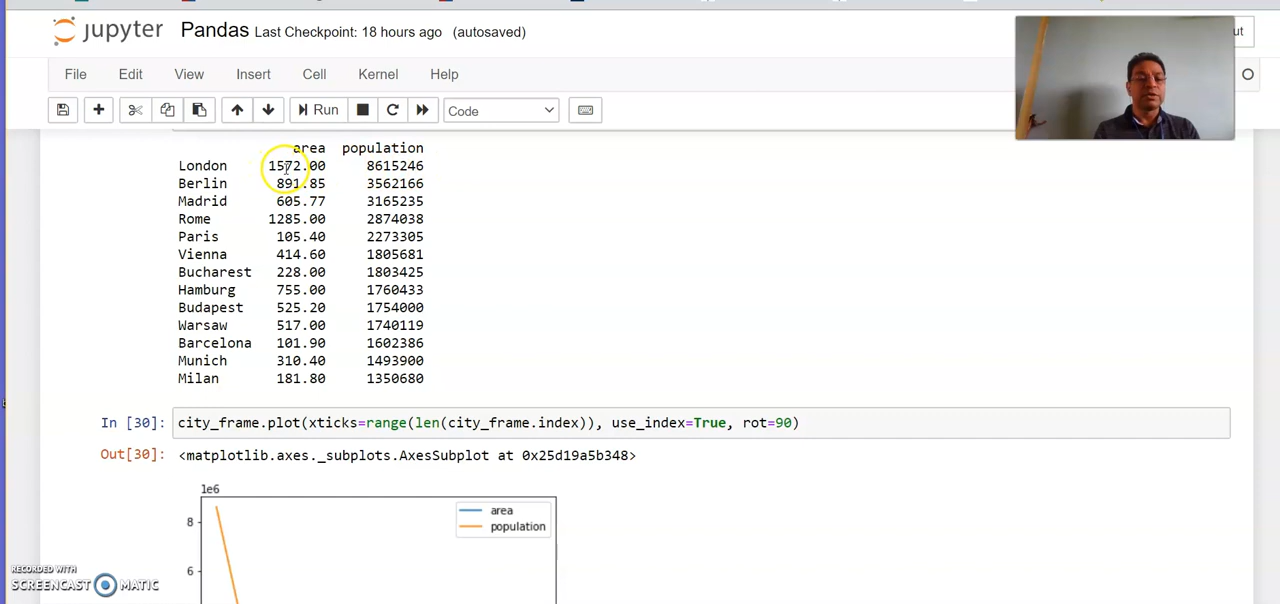 jupyter Pandas Last Checkpoint: 18 hours ago (autosaved)
ut
File Edit View Insert Cell Kernel Help
Run Code
area population
London 1572.00 8615246
Berlin 891.85 3562166
Madrid 605.77 3165235
Rome 1285.00 2874038
Paris 105.40 2273305
Vienna 414.60 1805681
Bucharest 228.00 1803425
Hamburg 755.00 1760433
Budapest 525.20 1754000
Warsaw 517.00 1740119
Barcelona 101.90 1602386
Munich 310.40 1493900
Milan 181.80 1350680
In [30]: city_frame.plot(xticks=range(len(city_frame.index)), use_index=True, rot=90)
Out[30]: <matplotlib.axes._subplots.AxesSubplot at 0x25d19a5b348>
1e6
area
8
population
6
RECORDED WITH
SCREENCAST MATIC